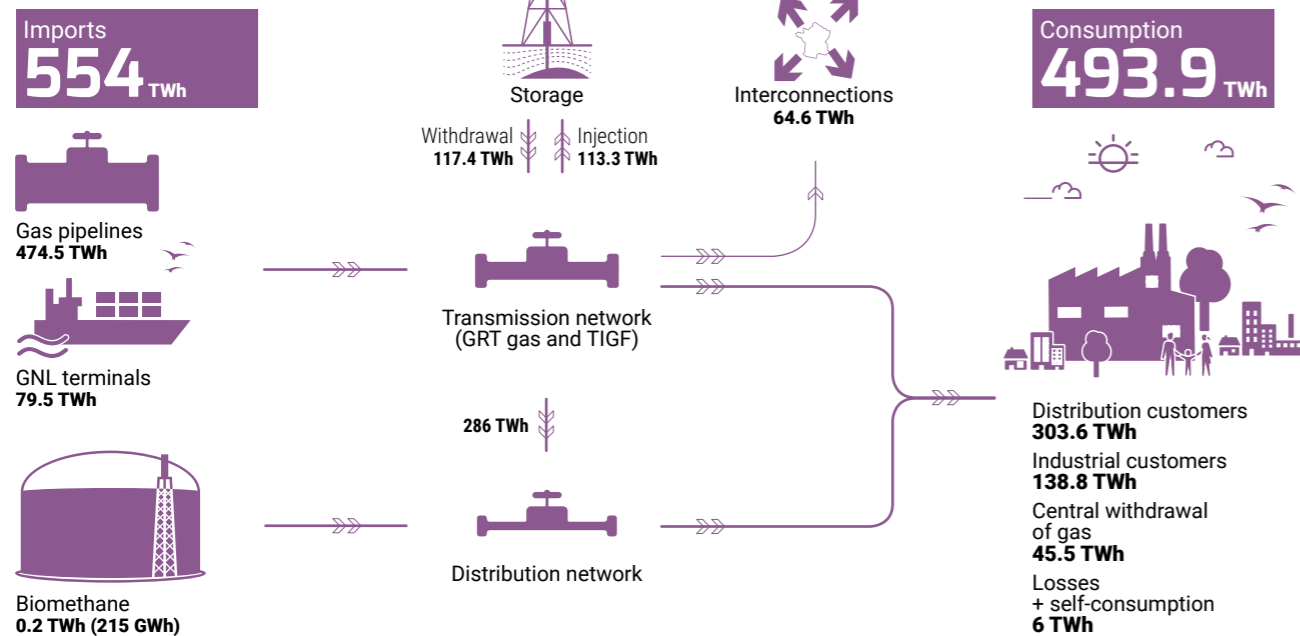 Imports
554 TWh
Gas pipelines
474.5 TWh
GNL terminals
79.5 TWh
Biomethane
0.2 TWh (215 GWh)
Storage
Withdrawal
117.4 TWh
Injection
113.3 TWh
Transmission network
(GRT gas and TIGF)
286 TWh
Distribution network
Interconnections
64.6 TWh
Consumption
493.9 TWh
Distribution customers
303.6 TWh
Industrial customers
138.8 TWh
Central withdrawal
of gas
45.5 TWh
Losses
+ self-consumption
6 TWh